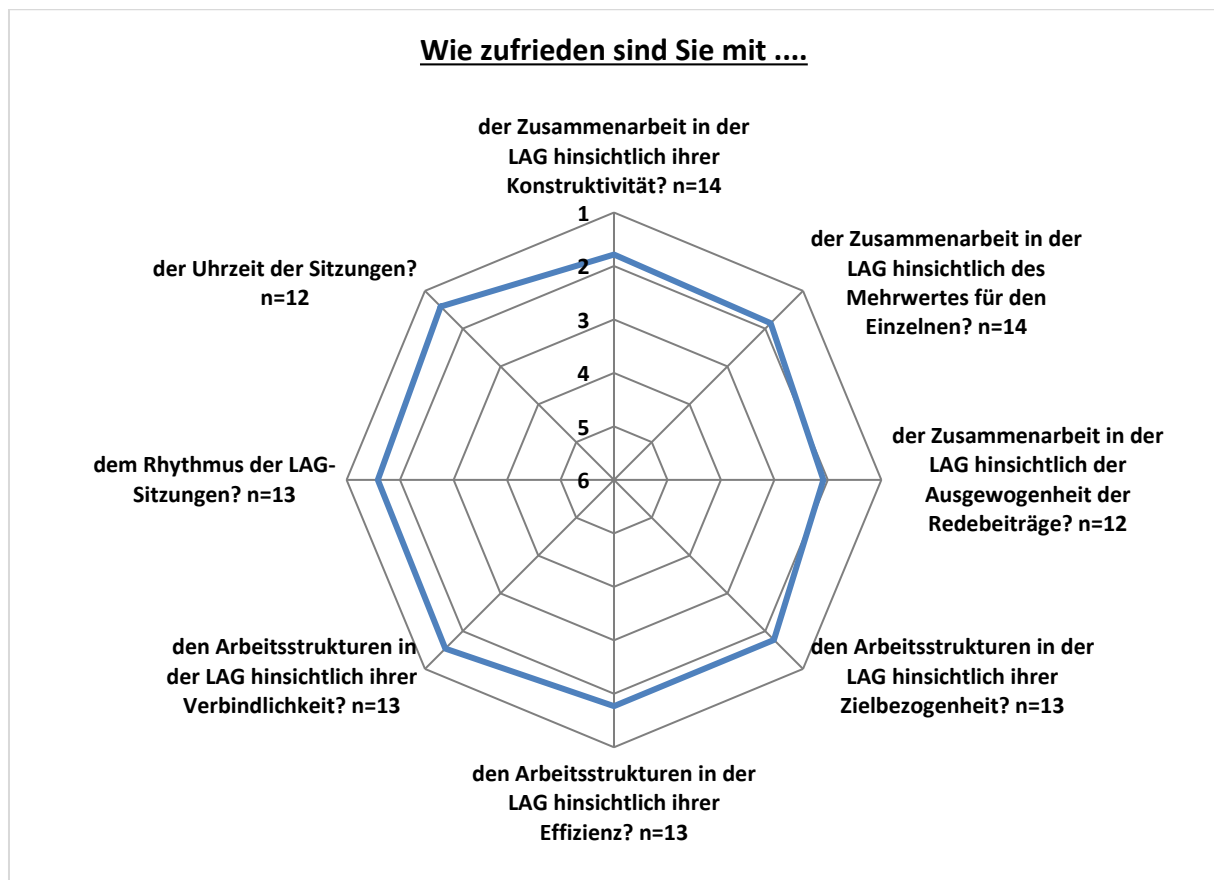 Wie zufrieden sind Sie mit ....
der Zusammenarbeit in der
LAG hinsichtlich ihrer
Konstruktivität? n=14
der Zusammenarbeit in der
LAG hinsichtlich des
Mehrwertes für den
Einzelnen? n=14
der Zusammenarbeit in der
LAG hinsichtlich der
Ausgewogenheit der
Redebeiträge? n=12
den Arbeitsstrukturen in der
LAG hinsichtlich ihrer
Zielbezogenheit? n=13
den Arbeitsstrukturen in der
LAG hinsichtlich ihrer
Effizienz? n=13
den Arbeitsstrukturen in
der LAG hinsichtlich ihrer
Verbindlichkeit? n=13
dem Rhythmus der LAG-
Sitzungen? n=13
der Uhrzeit der Sitzungen?
n=12
1
2
3
4
5
6